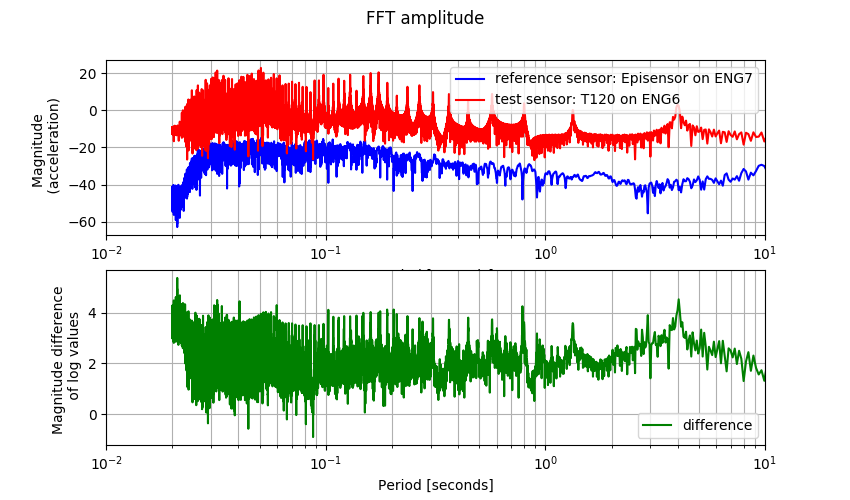 FFT amplitude
Magnitude
(acceleration)
20
0
−20
−40
−60
reference sensor: Episensor on ENG7
test sensor: T120 on ENG6
10⁻² 10⁻¹ 10⁰ 10¹
Magnitude difference
of log values
4
2
0
difference
10⁻² 10⁻¹ 10⁰ 10¹
Period [seconds]